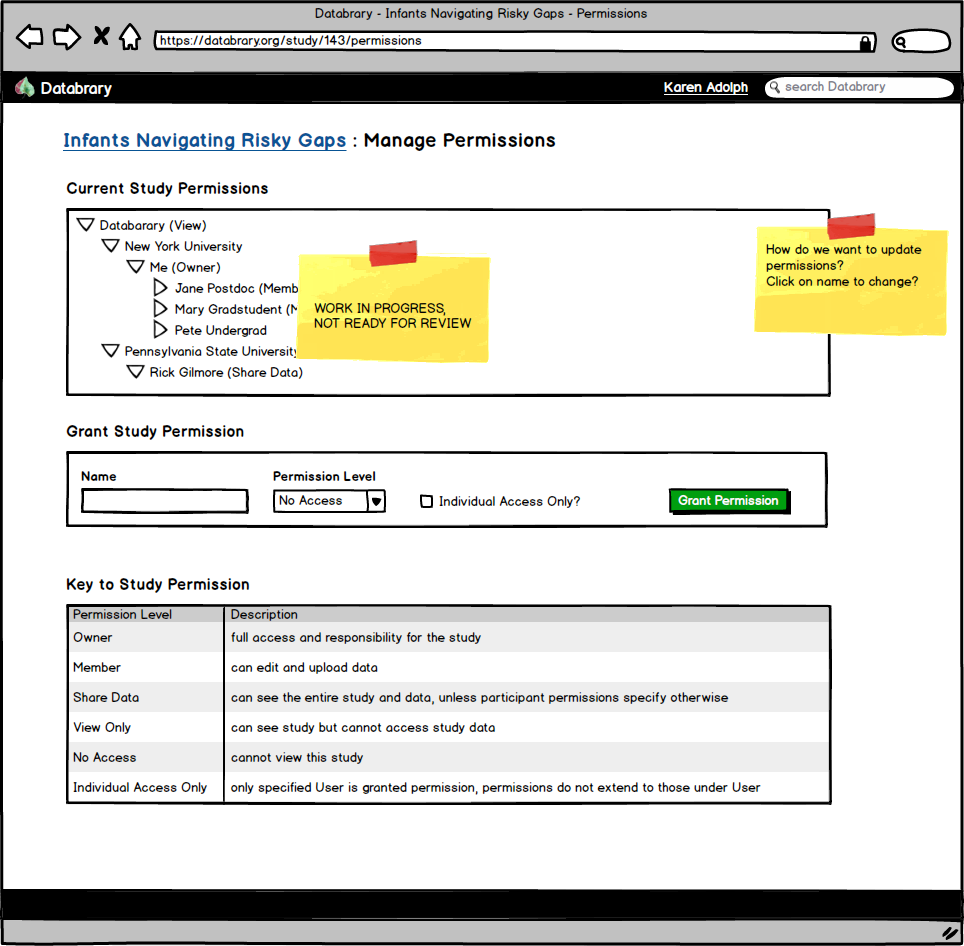 Databrary - Infants Navigating Risky Gaps - Permissions
https://databrary.org/study/143/permissions
Databrary
Karen Adolph
search Databrary
Infants Navigating Risky Gaps : Manage Permissions
Current Study Permissions
Databarary (View)
New York University
Me (Owner)
Jane Postdoc (Memb
Mary Gradstudent (M
Pete Undergrad
Pennsylvania State University
Rick Gilmore (Share Data)
WORK IN PROGRESS,
NOT READY FOR REVIEW
How do we want to update
permissions?
Click on name to change?
Grant Study Permission
Name
Permission Level
No Access
Individual Access Only?
Grant Permission
Key to Study Permission
Permission Level Description
Owner full access and responsibility for the study
Member can edit and upload data
Share Data can see the entire study and data, unless participant permissions specify otherwise
View Only can see study but cannot access study data
No Access cannot view this study
Individual Access Only only specified User is granted permission, permissions do not extend to those under User